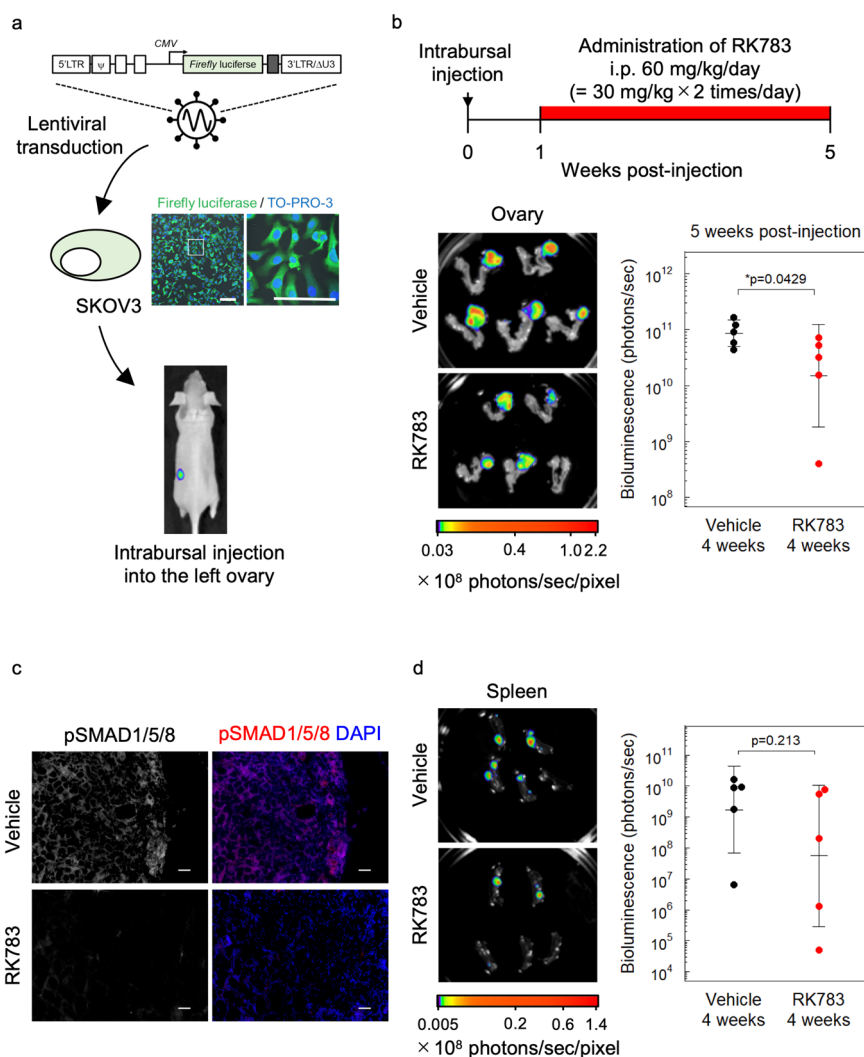 a
CMV
5'LTR
ψ
Firefly luciferse
3'LTR/ΔU3
Lentiviral
transduction
Firefly luciferase / TO-PRO-3
SKOV3
Intrabursal injection
into the left ovary
b
Intrabursal
injection
Administration of RK783
i.p. 60 mg/kg/day
(= 30 mg/kg × 2 times/day)
0
1
5
Weeks post-injection
Ovary
Vehicle
RK783
0.03
0.4
1.0
2.2
× 10⁸ photons/sec/pixel
5 weeks post-injection
*p=0.0429
Bioluminescence (photons/sec)
10¹²
10¹¹
10¹⁰
10⁹
10⁸
Vehicle
4 weeks
RK783
4 weeks
c
pSMAD1/5/8
pSMAD1/5/8 DAPI
Vehicle
RK783
d
Spleen
Vehicle
RK783
0.005
0.2
0.6
1.4
× 10⁸ photons/sec/pixel
p=0.213
Bioluminescence (photons/sec)
10¹¹
10¹⁰
10⁹
10⁸
10⁷
10⁶
10⁵
10⁴
Vehicle
4 weeks
RK783
4 weeks